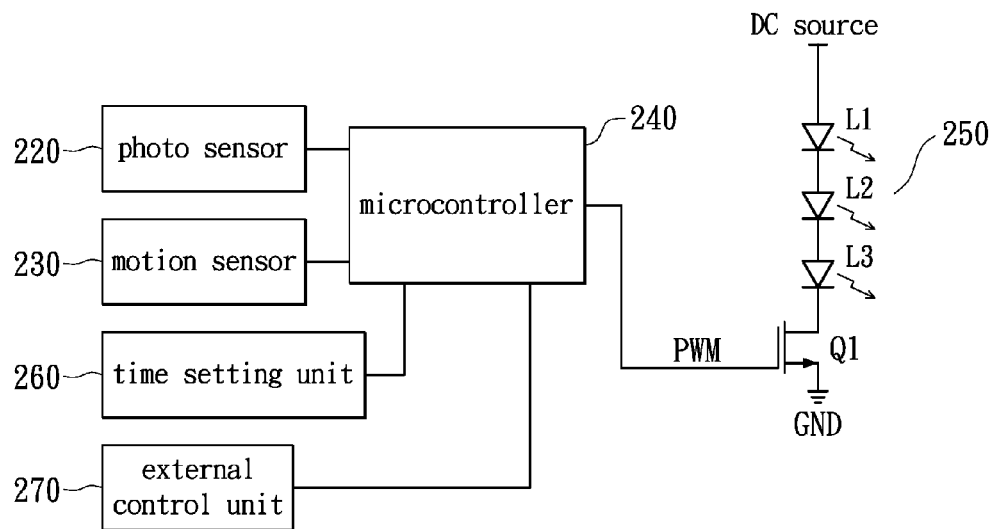 DC source
220
photo sensor
240
L1
250
microcontroller
L2
230
motion sensor
L3
260
time setting unit
PWM
Q1
GND
270
external
control unit